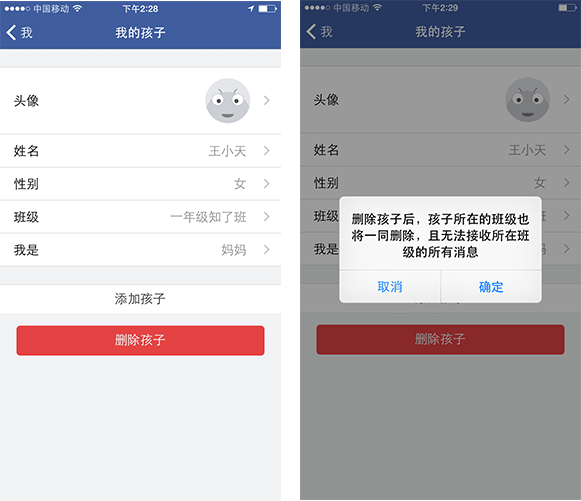 中国移动 下午2:28
我 我的孩子
头像
姓名 王小天
性别 女
班级 一年级知了班
我是 妈妈
添加孩子
删除孩子
中国移动 下午2:29
我 我的孩子
头像
姓名 王小天
性别 女
班级 班
我是 妈妈
删除孩子后，孩子所在的班级也
将一同删除，且无法接收所在班
级的所有消息
取消 确定
删除孩子